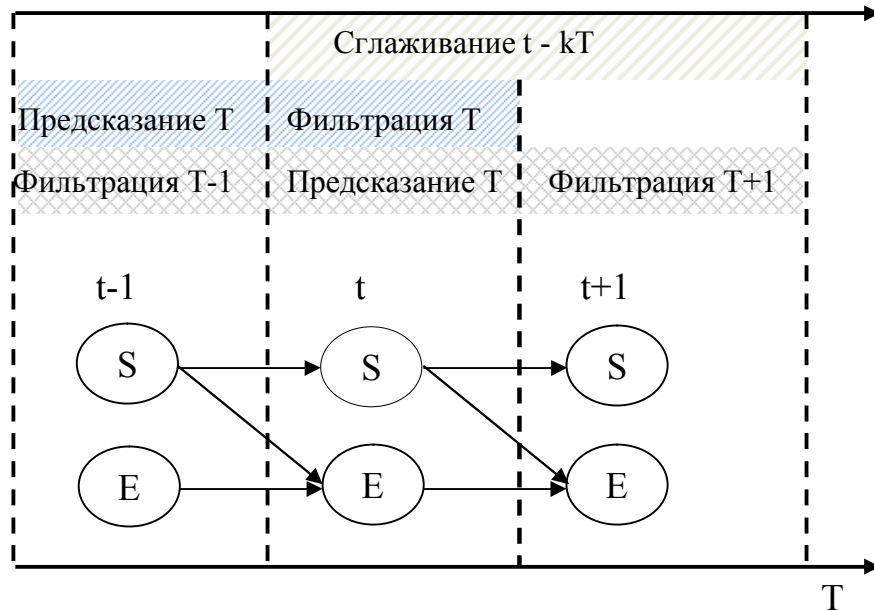 Сглаживание t - kT
Предсказание T Фильтрация T
Фильтрация T-1 Предсказание T Фильтрация T+1
t-1 t t+1
S S S
E E E
T